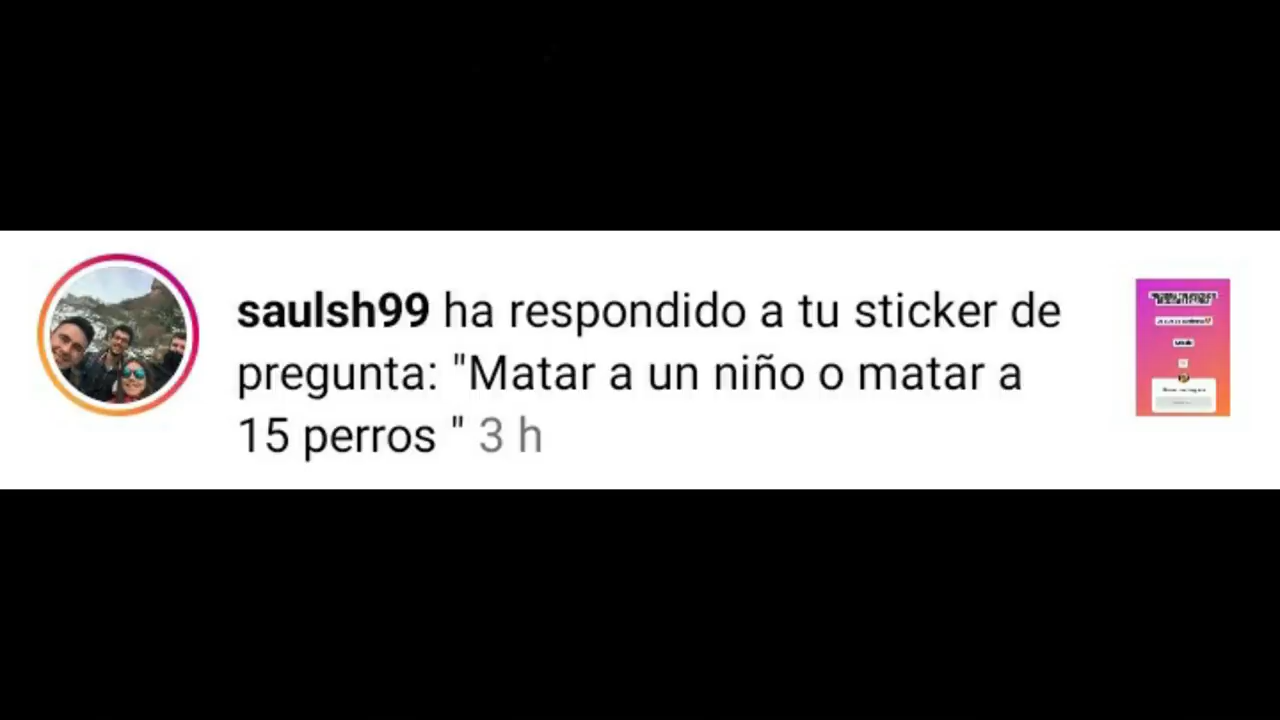 saulsh99 ha respondido a tu sticker de
pregunta: "Matar a un niño o matar a
15 perros " 3 h